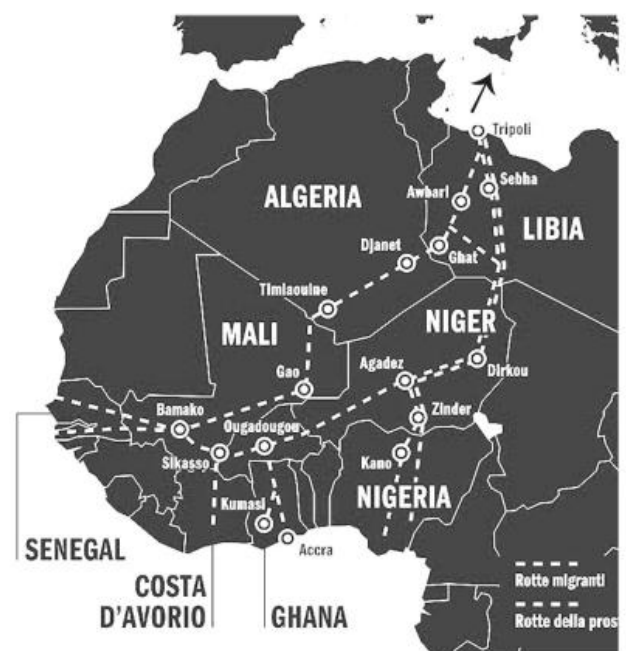 Tripoli
Sebha
Awbari
ALGERIA
LIBIA
Djanet
Ghat
Timiaouine
MALI
NIGER
Gao
Agadez
Dirkou
Bamako
Ougadougou
Zinder
Sikasso
Kano
Kumasi
NIGERIA
SENEGAL
Accra
COSTA
D'AVORIO
GHANA
Rotte migranti
Rotte della pros